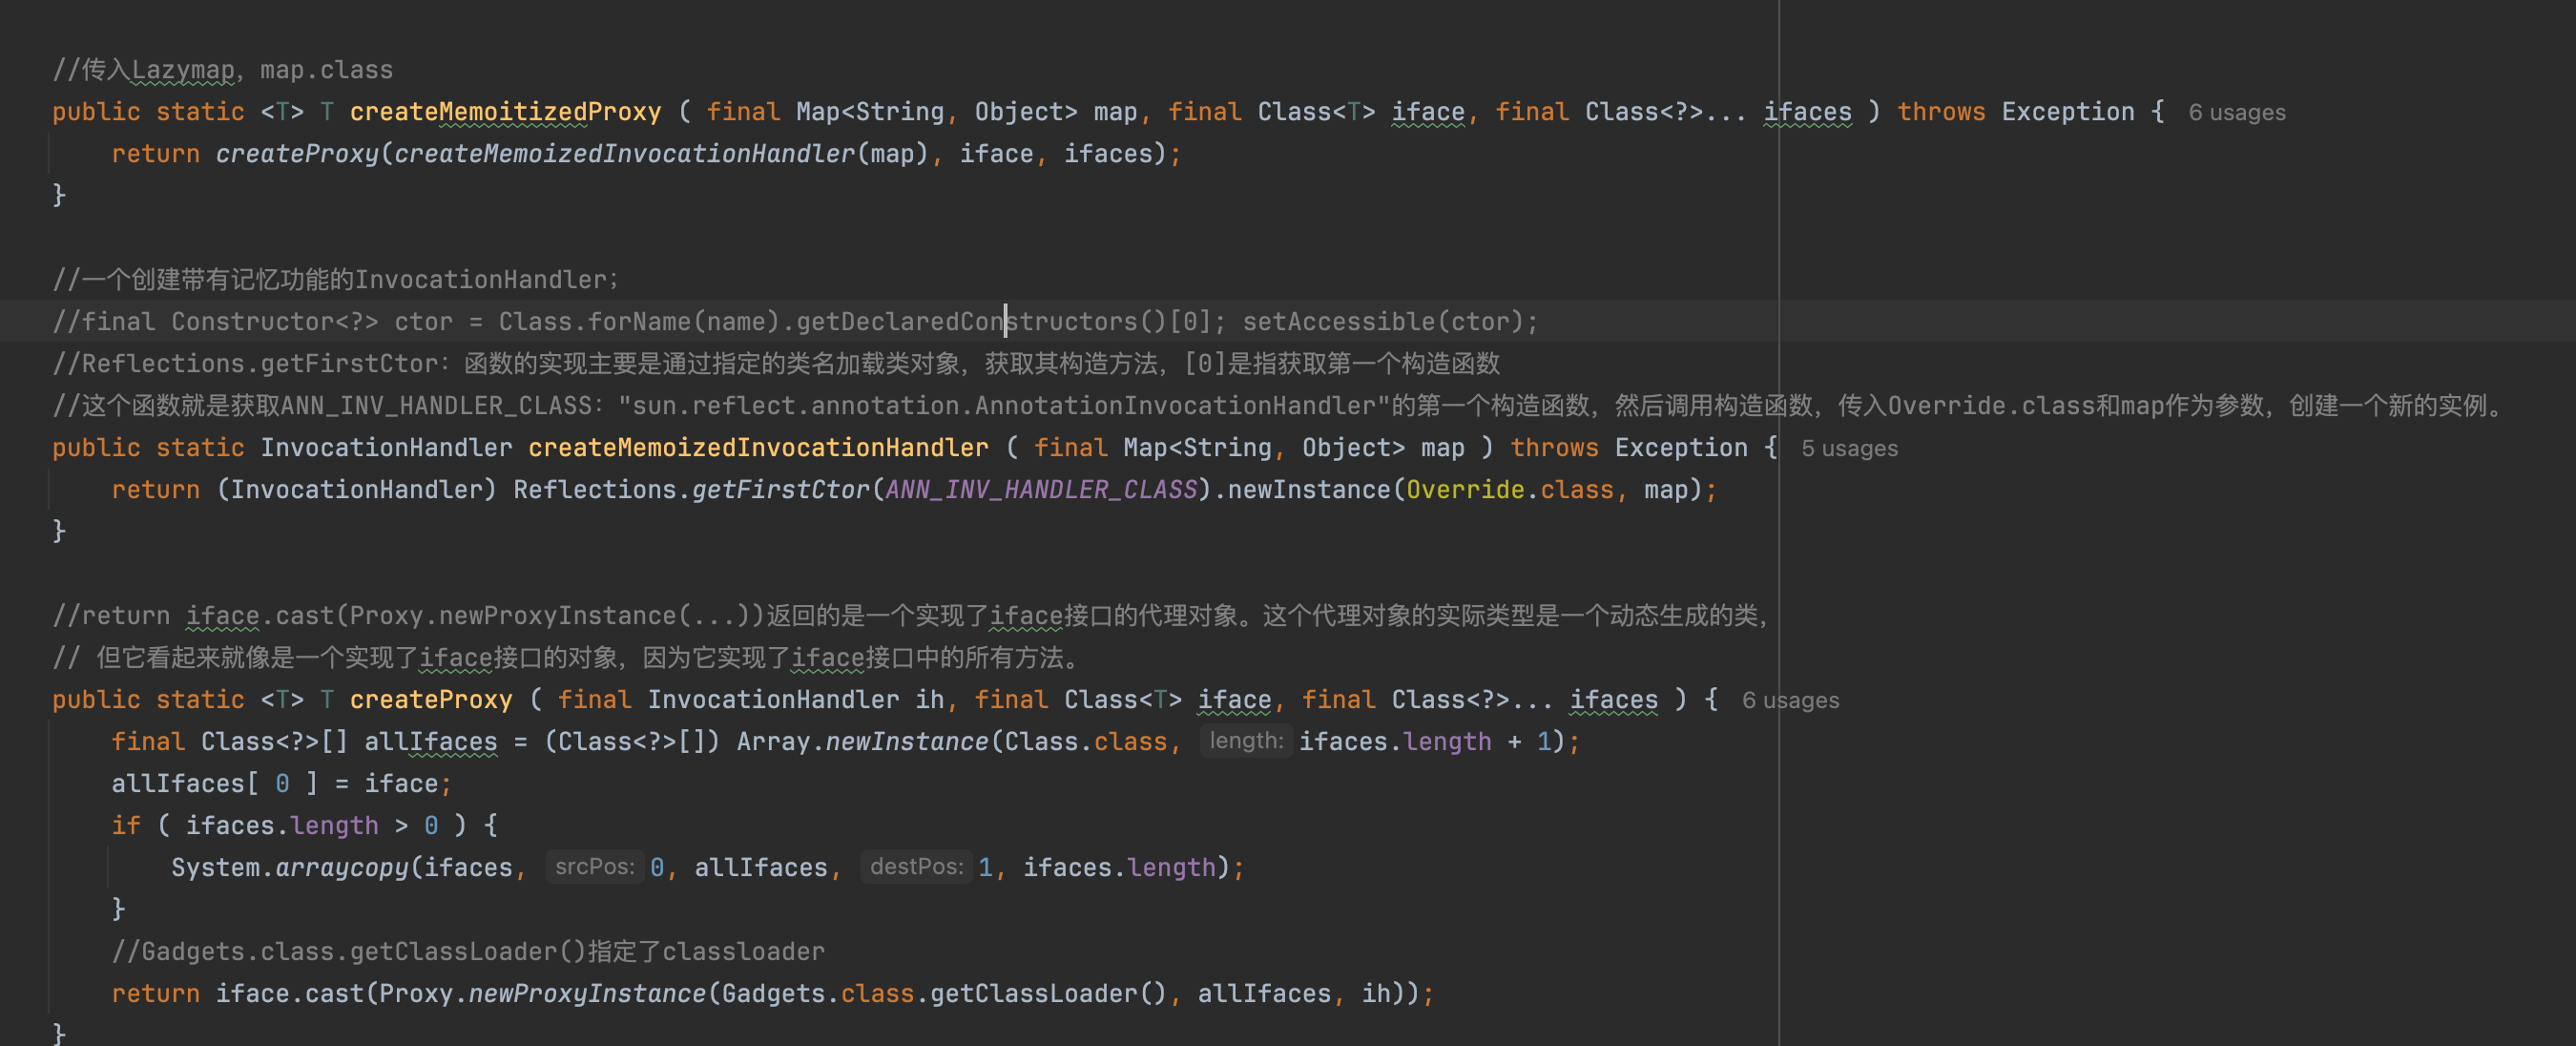 //传入Lazymap，map.class
public static <T> T createMemoitizedProxy ( final Map<String, Object> map, final Class<T> iface, final Class<?>... ifaces ) throws Exception { 6 usages
return createProxy(createMemoizedInvocationHandler(map), iface, ifaces);
}
//一个创建带有记忆功能的InvocationHandler；
//final Constructor<?> ctor = Class.forName(name).getDeclaredConstructors()[0]; setAccessible(ctor);
//Reflections.getFirstCtor：函数的实现主要是通过指定的类名加载类对象，获取其构造方法，[0]是指获取第一个构造函数
//这个函数就是获取ANN_INV_HANDLER_CLASS："sun.reflect.annotation.AnnotationInvocationHandler"的第一个构造函数，然后调用构造函数，传入Override.class和map作为参数，创建一个新的实例。
public static InvocationHandler createMemoizedInvocationHandler ( final Map<String, Object> map ) throws Exception { 5 usages
return (InvocationHandler) Reflections.getFirstCtor(ANN_INV_HANDLER_CLASS).newInstance(Override.class, map);
}
//return iface.cast(Proxy.newProxyInstance(...))返回的是一个实现了iface接口的代理对象。这个代理对象的实际类型是一个动态生成的类，
// 但它看起来就像是一个实现了iface接口的对象，因为它实现了iface接口中的所有方法。
public static <T> T createProxy ( final InvocationHandler ih, final Class<T> iface, final Class<?>... ifaces ) { 6 usages
final Class<?>[] allIfaces = (Class<?>[]) Array.newInstance(Class.class, length: ifaces.length + 1);
allIfaces[ 0 ] = iface;
if ( ifaces.length > 0 ) {
System.arraycopy(ifaces, srcPos: 0, allIfaces, destPos: 1, ifaces.length);
}
//Gadgets.class.getClassLoader()指定了classloader
return iface.cast(Proxy.newProxyInstance(Gadgets.class.getClassLoader(), allIfaces, ih));
}